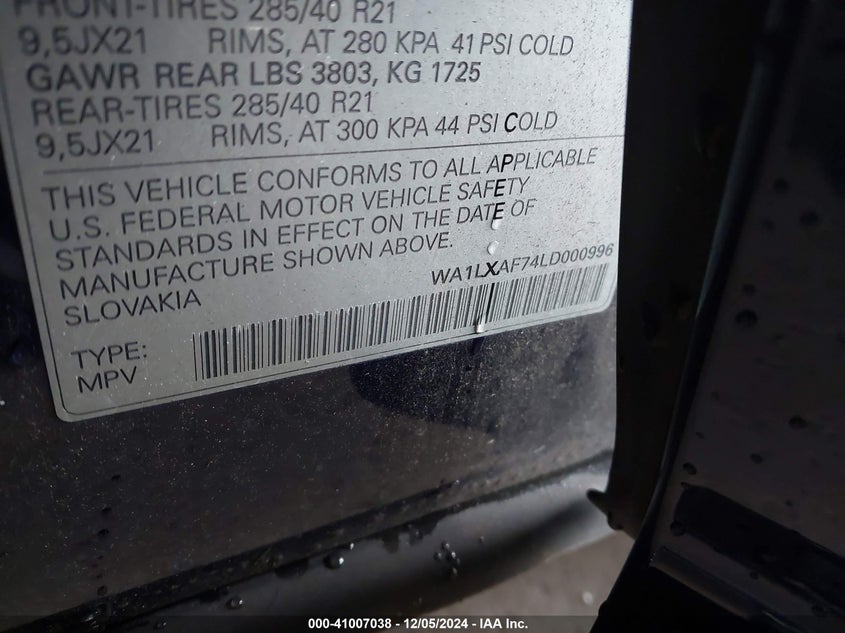 FRONT-TIRES 285/40 R21
9,5JX21 RIMS, AT 280 KPA 41 PSI COLD
GAWR REAR LBS 3803, KG 1725
REAR-TIRES 285/40 R21
9,5JX21 RIMS, AT 300 KPA 44 PSI COLD
THIS VEHICLE CONFORMS TO ALL APPLICABLE
U.S. FEDERAL MOTOR VEHICLE SAFETY
STANDARDS IN EFFECT ON THE DATE OF
MANUFACTURE SHOWN ABOVE.
SLOVAKIA
WA1LXAF74LD000996
TYPE:
MPV
000-41007038 - 12/05/2024 - © IAA Inc.